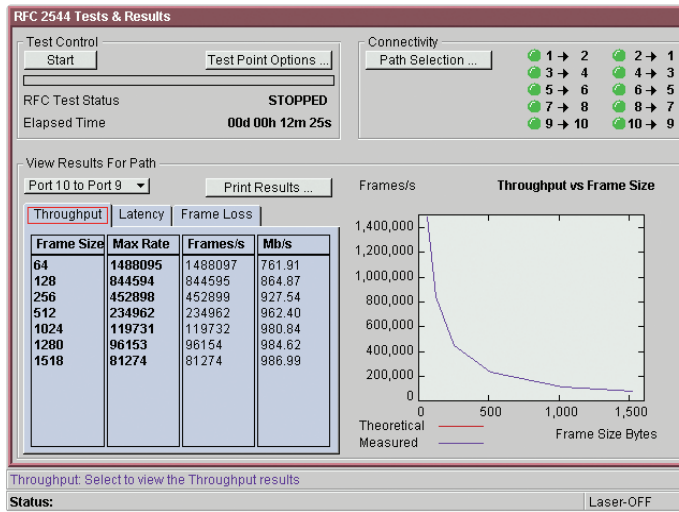 RFC 2544 Tests & Results
Test Control
Start
Test Point Options ...
RFC Test Status STOPPED
Elapsed Time 00d 00h 12m 25s
Connectivity
Path Selection ...
1 → 2 2 → 1
3 → 4 4 → 3
5 → 6 6 → 5
7 → 8 8 → 7
9 → 10 10 → 9
View Results For Path
Port 10 to Port 9
Print Results ...
Throughput Latency Frame Loss
Frame Size Max Rate Frames/s Mb/s
64 1488095 1488097 761.91
128 844594 844595 864.87
256 452898 452899 927.54
512 234962 234962 962.40
1024 119731 119732 980.84
1280 96153 96154 984.62
1518 81274 81274 986.99
Frames/s
Throughput vs Frame Size
1,400,000
1,200,000
1,000,000
800,000
600,000
400,000
200,000
0
0 500 1,000 1,500
Theoretical
Measured
Frame Size Bytes
Throughput: Select to view the Throughput results
Status:
Laser-OFF